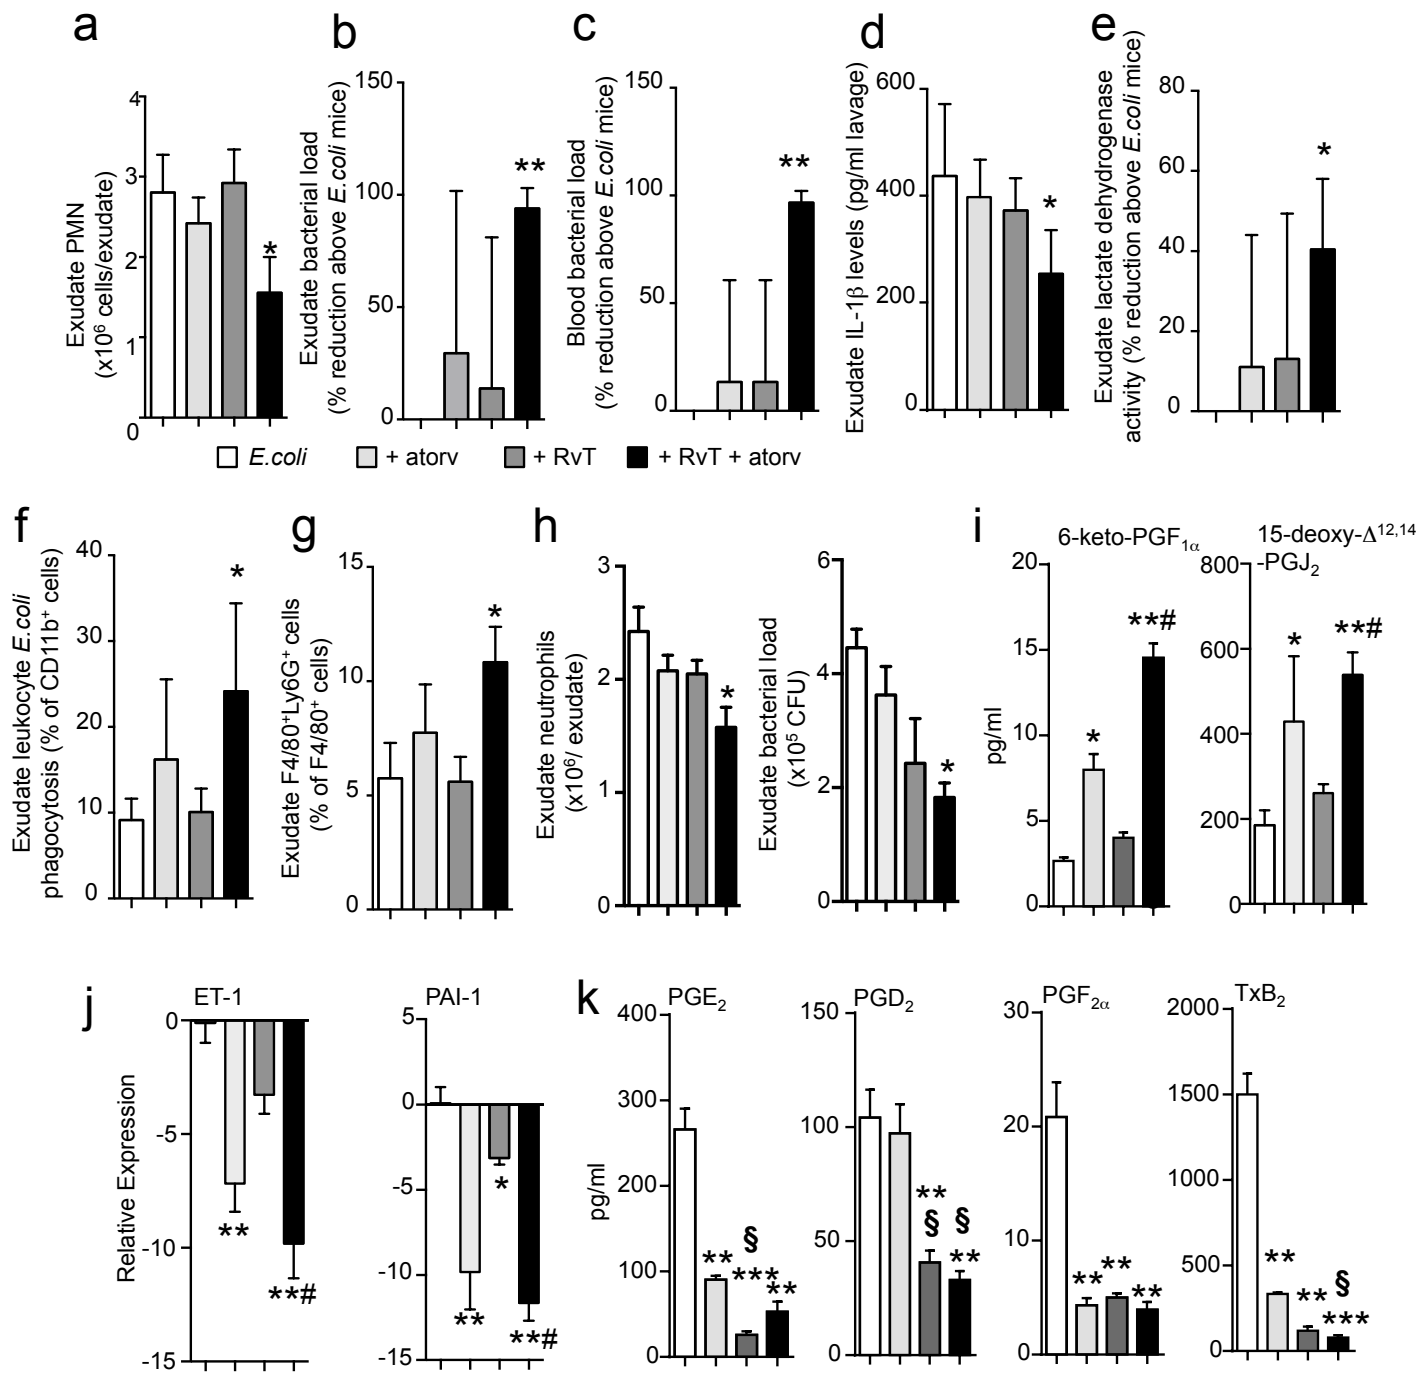 a
Exudate PMN
(x10⁶ cells/exudate)
4
3
2
1
0
*
b
Exudate bacterial load
(% reduction above E.coli mice)
150
100
50
0
**
c
Blood bacterial load
(% reduction above E.coli mice)
150
100
50
0
**
d
Exudate IL-1β levels (pg/ml lavage)
600
400
200
0
*
e
Exudate lactate dehydrogenase
activity (% reduction above E.coli mice)
80
60
40
20
0
*
E.coli
+ atorv
+ RvT
+ RvT + atorv
f
Exudate leukocyte E.coli
phagocytosis (% of CD11b⁺ cells)
40
30
20
10
0
*
g
Exudate F4/80⁺Ly6G⁺ cells
(% of F4/80⁺ cells)
15
10
5
0
*
h
Exudate neutrophils
(x10⁶/ exudate)
3
2
1
0
*
Exudate bacterial load
(x10⁵ CFU)
6
4
2
0
*
i
6-keto-PGF₁α
pg/ml
20
15
10
5
0
*
**#
15-deoxy-Δ¹²,¹⁴
-PGJ₂
800
600
400
200
0
*
**#
j
ET-1
Relative Expression
0
-5
-10
-15
**
**#
PAI-1
5
0
-5
-10
-15
**
*
**#
k
PGE₂
pg/ml
400
300
200
100
0
**
§
***
**
PGD₂
150
100
50
0
**
§
§
**
PGF₂α
30
20
10
0
**
**
**
TxB₂
2000
1500
1000
500
0
**
**
§
***